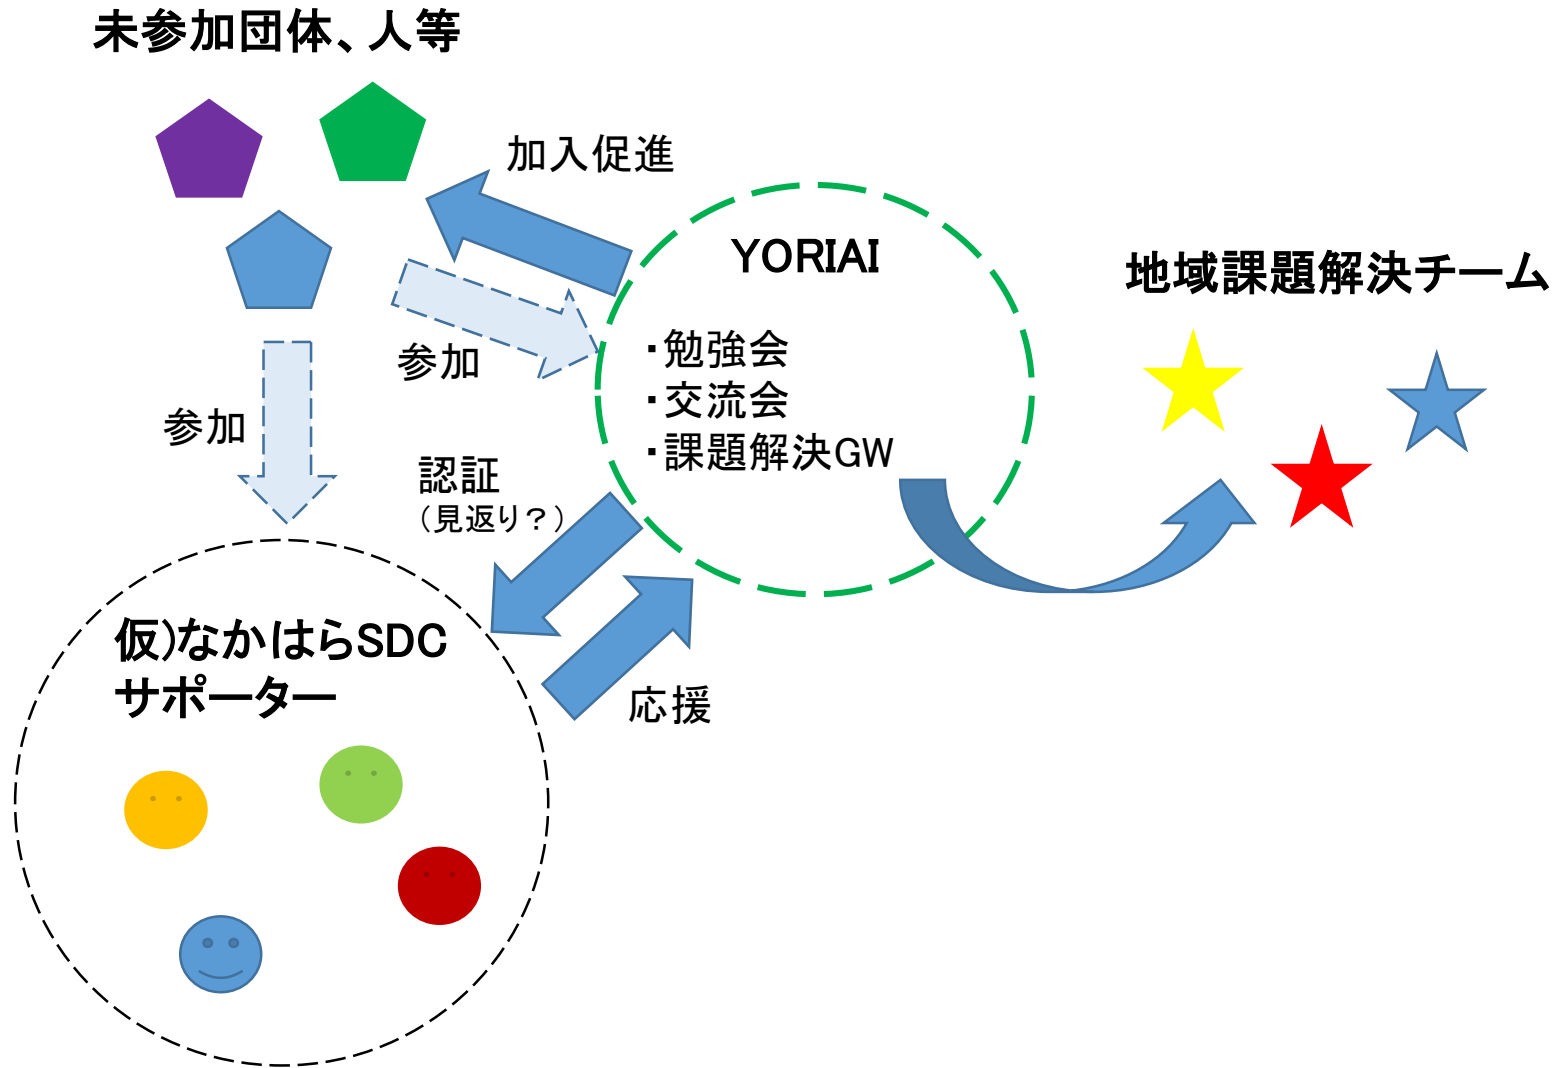 未参加団体、人等
加入促進
YORIAI
地域課題解決チーム
・勉強会
・交流会
・課題解決GW
参加
参加
認証
（見返り？）
仮)なかはらSDC
サポーター
応援